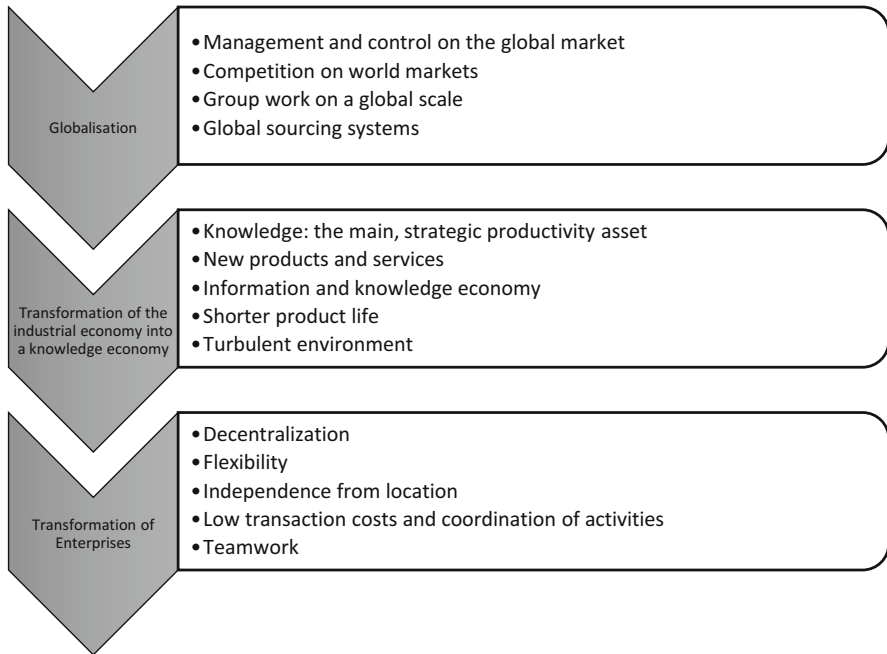 Globalisation
•Management and control on the global market
•Competition on world markets
•Group work on a global scale
•Global sourcing systems
Transformation of the
industrial economy into
a knowledge economy
•Knowledge: the main, strategic productivity asset
•New products and services
•Information and knowledge economy
•Shorter product life
•Turbulent environment
Transformation of
Enterprises
•Decentralization
•Flexibility
•Independence from location
•Low transaction costs and coordination of activities
•Teamwork